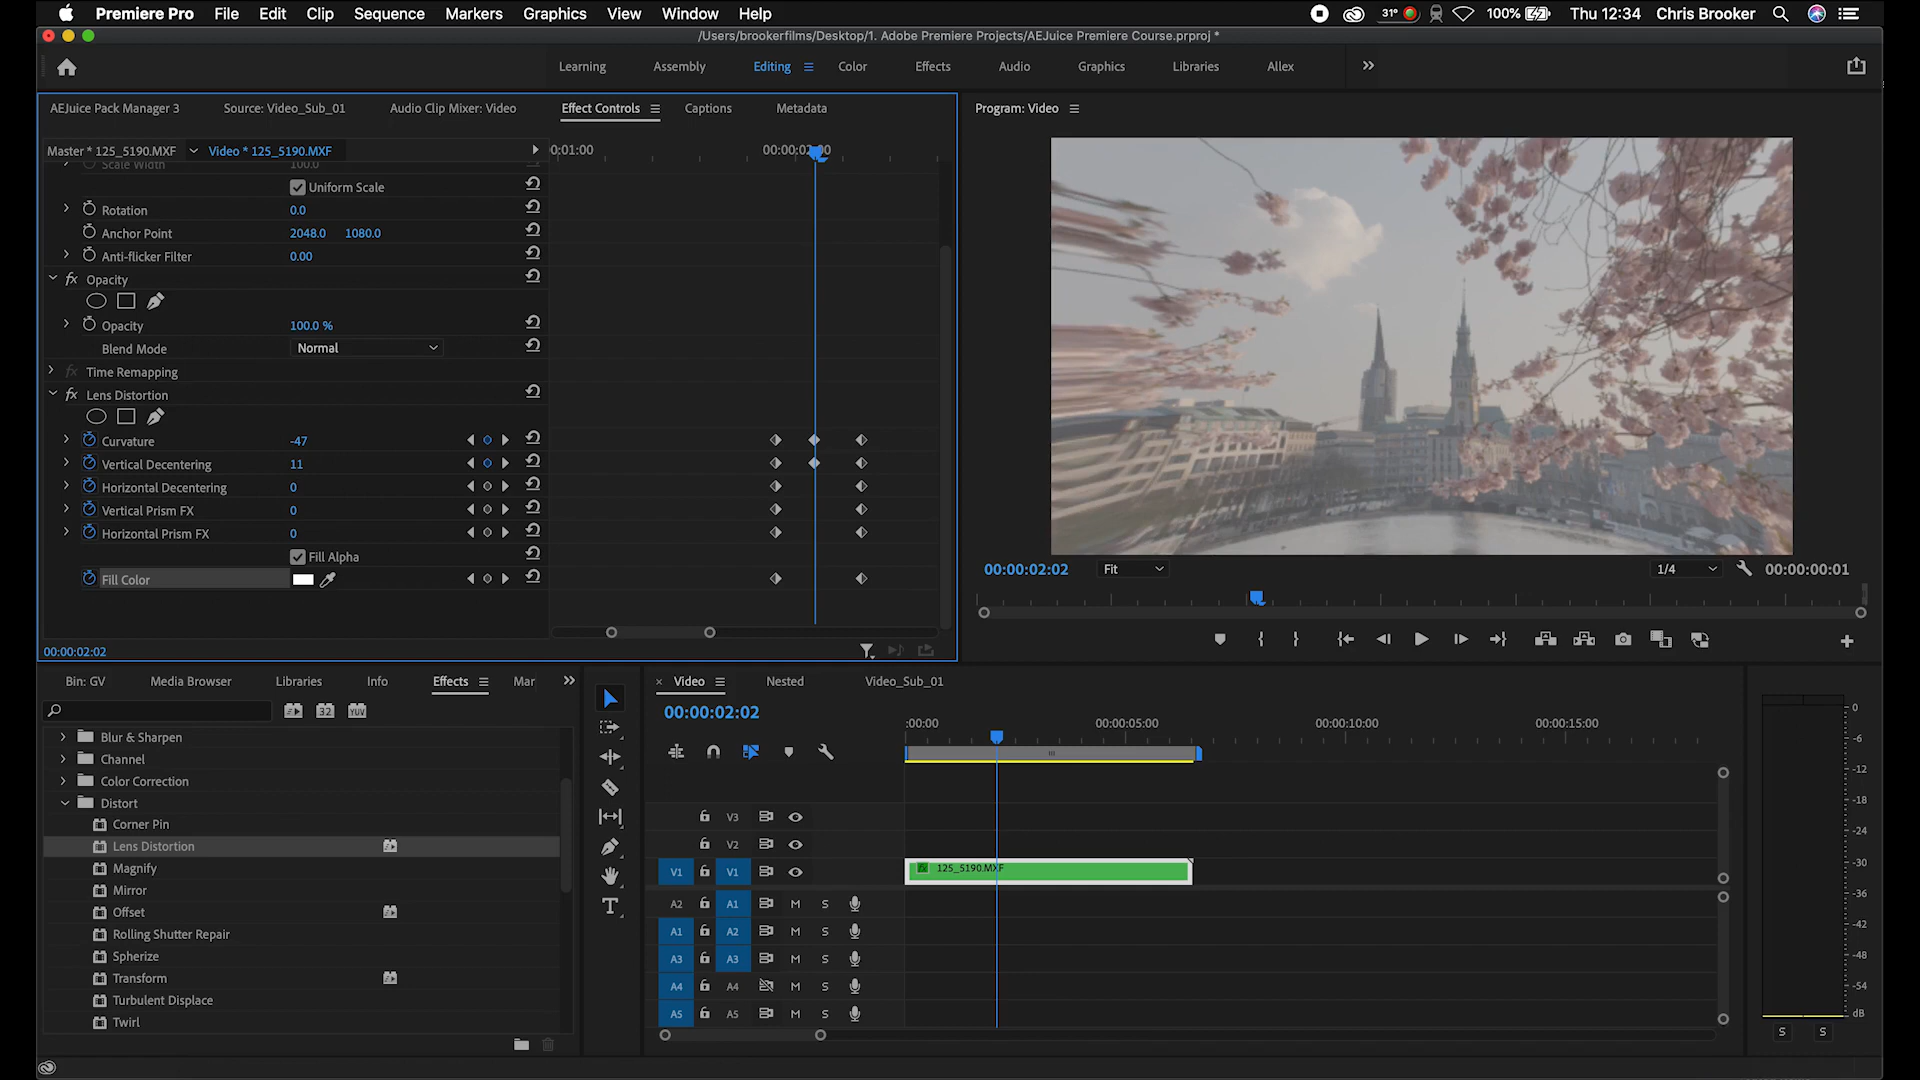 Premiere Pro File Edit Clip Sequence Markers Graphics View Window Help 31° 100% Thu 12:34 Chris Brooker
/Users/brookerfilms/Desktop/1. Adobe Premiere Projects/AEJuice Premiere Course.prproj *
Learning Assembly Editing Color Effects Audio Graphics Libraries Allex
AEJuice Pack Manager 3 Source: Video_Sub_01 Audio Clip Mixer: Video Effect Controls Captions Metadata
Program: Video
Master * 125_5190.MXF Video * 125_5190.MXF
0:01:00 00:00:02:00
Scale Width 100.0
Uniform Scale
Rotation 0.0
Anchor Point 2048.0 1080.0
Anti-flicker Filter 0.00
fx Opacity
Opacity 100.0 %
Blend Mode Normal
fx Time Remapping
fx Lens Distortion
Curvature -47
Vertical Decentering 11
Horizontal Decentering 0
Vertical Prism FX 0
Horizontal Prism FX 0
Fill Alpha
Fill Color
00:00:02:02
00:00:02:02 Fit 1/4 00:00:00:01
Bin: GV Media Browser Libraries Info Effects Mar
32 YUV
Blur & Sharpen
Channel
Color Correction
Distort
Corner Pin
Lens Distortion
Magnify
Mirror
Offset
Rolling Shutter Repair
Spherize
Transform
Turbulent Displace
Twirl
× Video Nested Video_Sub_01
00:00:02:02
:00:00 00:00:05:00 00:00:10:00 00:00:15:00
V3
V2
V1 V1
fx 125_5190.MXF
A2 A1 M S
A1 A2 M S
A3 A3 M S
A4 A4 M S
A5 A5 M S
0
-6
-12
-18
-24
-30
-36
-42
-48
-54
dB
S S